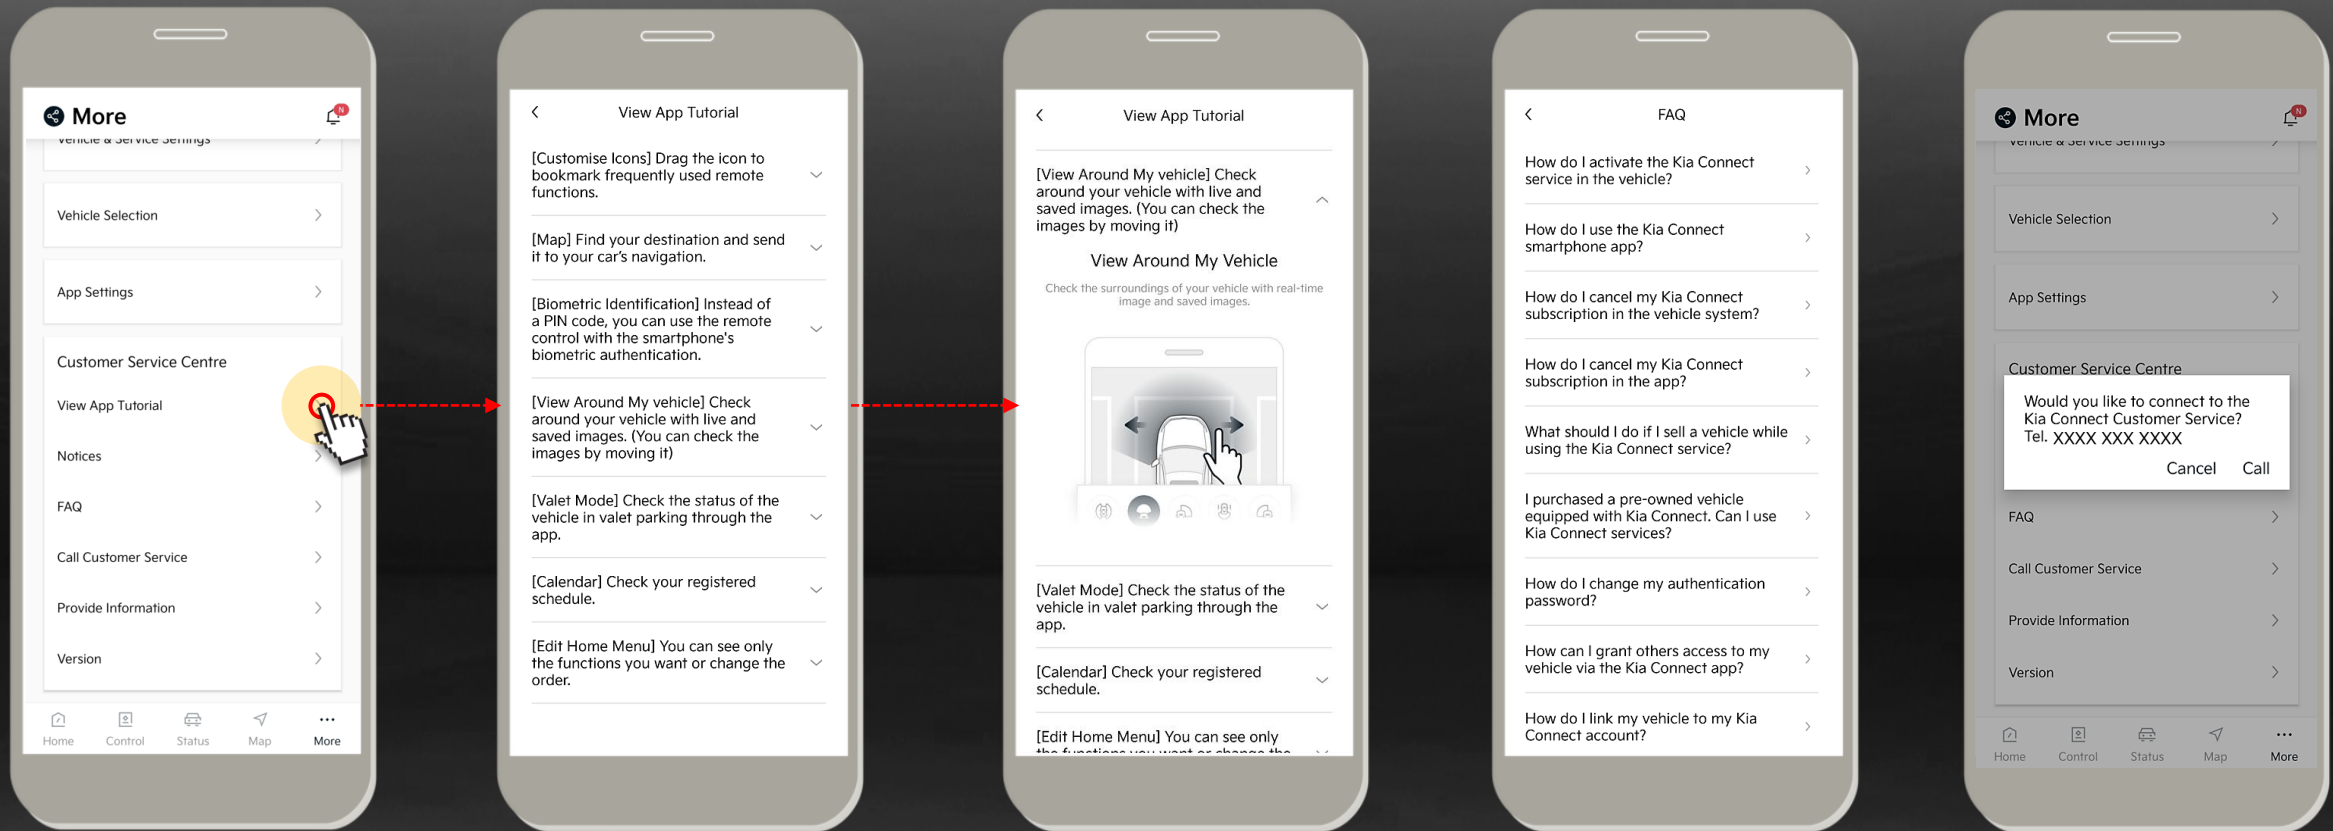 More
N
Vehicle & Service Settings
Vehicle Selection
App Settings
Customer Service Centre
View App Tutorial
Notices
FAQ
Call Customer Service
Provide Information
Version
Home
Control
Status
Map
More
View App Tutorial
[Customise Icons] Drag the icon to
bookmark frequently used remote
functions.
[Map] Find your destination and send
it to your car's navigation.
[Biometric Identification] Instead of
a PIN code, you can use the remote
control with the smartphone's
biometric authentication.
[View Around My vehicle] Check
around your vehicle with live and
saved images. (You can check the
images by moving it)
[Valet Mode] Check the status of the
vehicle in valet parking through the
app.
[Calendar] Check your registered
schedule.
[Edit Home Menu] You can see only
the functions you want or change the
order.
View App Tutorial
[View Around My vehicle] Check
around your vehicle with live and
saved images. (You can check the
images by moving it)
View Around My Vehicle
Check the surroundings of your vehicle with real-time
image and saved images.
[Valet Mode] Check the status of the
vehicle in valet parking through the
app.
[Calendar] Check your registered
schedule.
[Edit Home Menu] You can see only
the functions you want or change the
FAQ
How do I activate the Kia Connect
service in the vehicle?
How do I use the Kia Connect
smartphone app?
How do I cancel my Kia Connect
subscription in the vehicle system?
How do I cancel my Kia Connect
subscription in the app?
What should I do if I sell a vehicle while
using the Kia Connect service?
I purchased a pre-owned vehicle
equipped with Kia Connect. Can I use
Kia Connect services?
How do I change my authentication
password?
How can I grant others access to my
vehicle via the Kia Connect app?
How do I link my vehicle to my Kia
Connect account?
More
N
Vehicle & Service Settings
Vehicle Selection
App Settings
Customer Service Centre
Would you like to connect to the
Kia Connect Customer Service?
Tel. XXXX XXX XXXX
Cancel Call
FAQ
Call Customer Service
Provide Information
Version
Home
Control
Status
Map
More